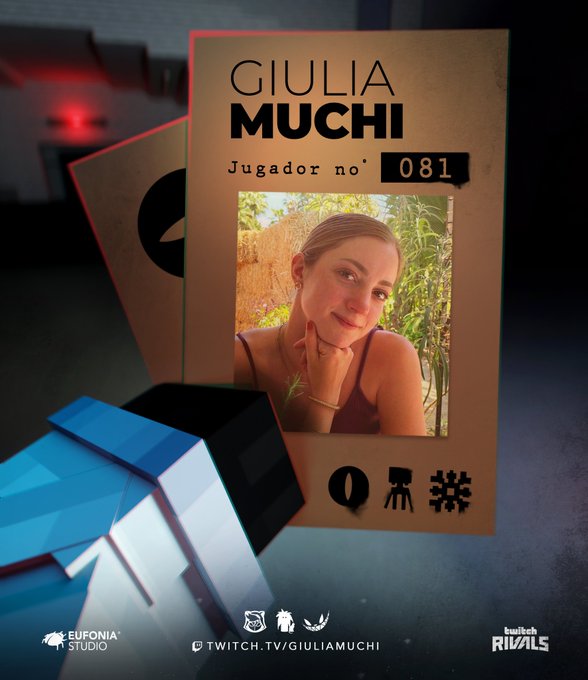 GIULIA
MUCHI
Jugador no° 081
EUFONIA®
STUDIO
TWITCH.TV/GIULIAMUCHI
twitch
RIVALS